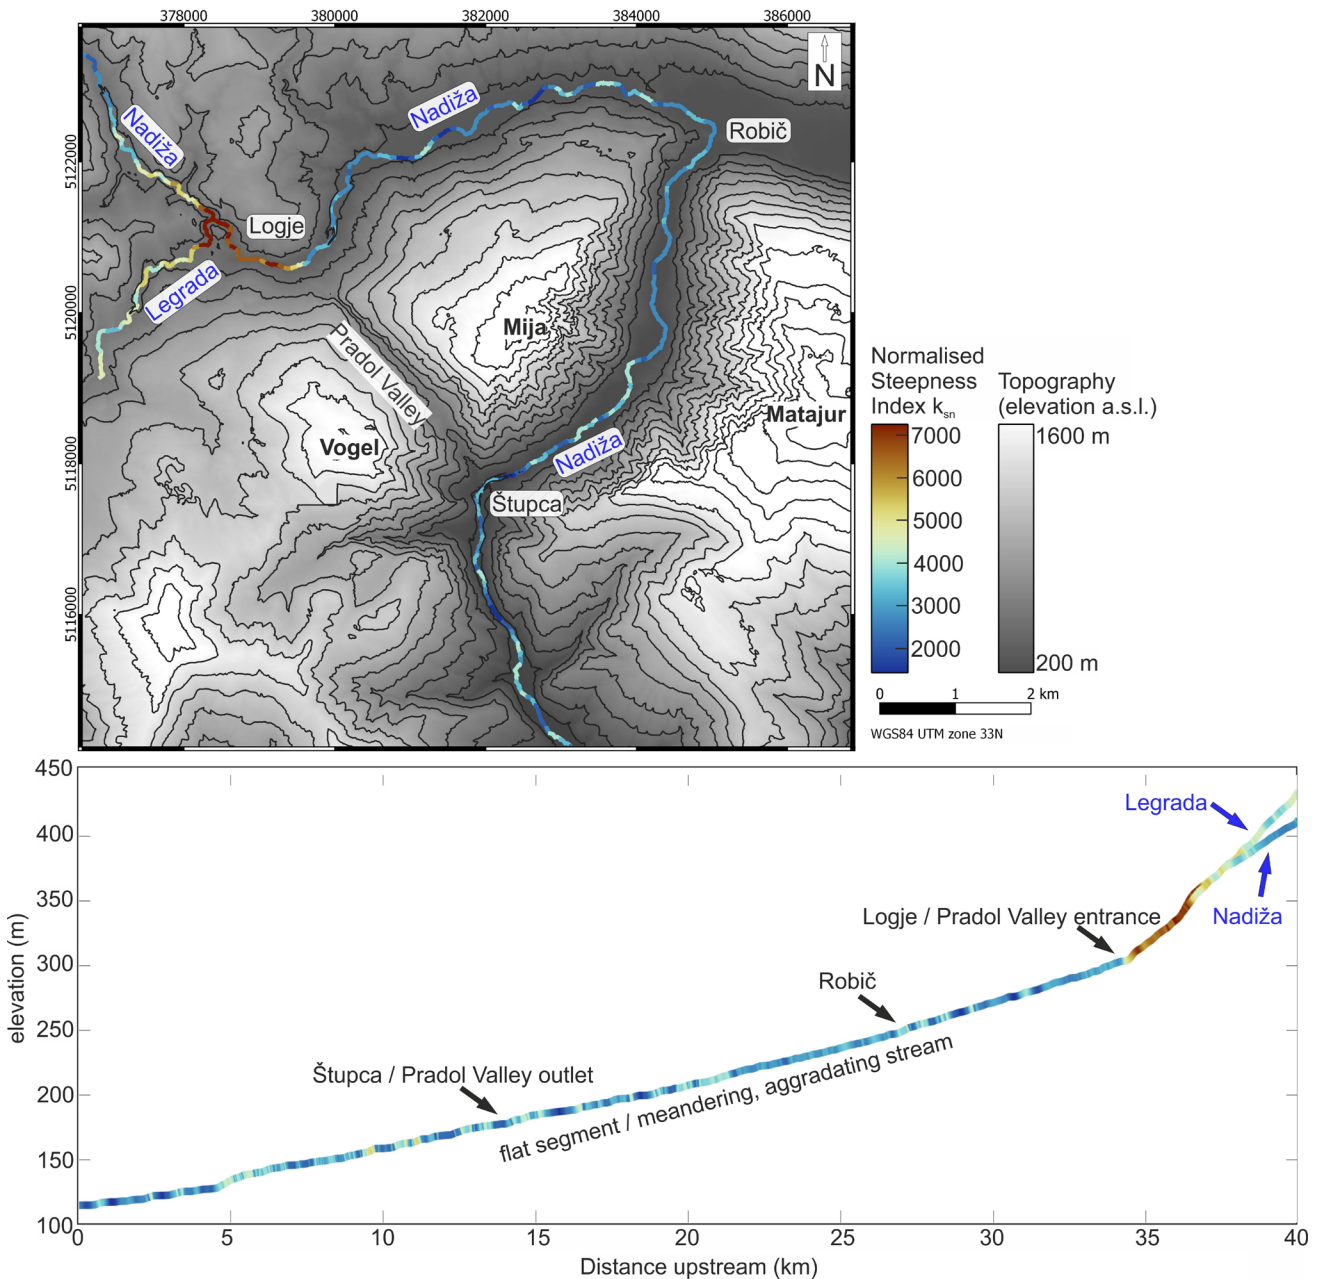 378000
380000
382000
384000
386000
N
Nadiža
Nadiža
Robič
5122000
Logje
Legrada
5120000
Mija
Pradol Valley
Normalised
Steepness
Index ksn
Topography
(elevation a.s.l.)
Matajur
Vogel
7000
6000
5000
4000
3000
2000
1600 m
200 m
Nadiža
5118000
Štupca
5116000
0
1
2 km
WGS84 UTM zone 33N
450
400
350
300
250
200
150
100
elevation (m)
Legrada
Nadiža
Logje / Pradol Valley entrance
Robič
Štupca / Pradol Valley outlet
flat segment / meandering, aggradating stream
0
5
10
15
20
25
30
35
40
Distance upstream (km)